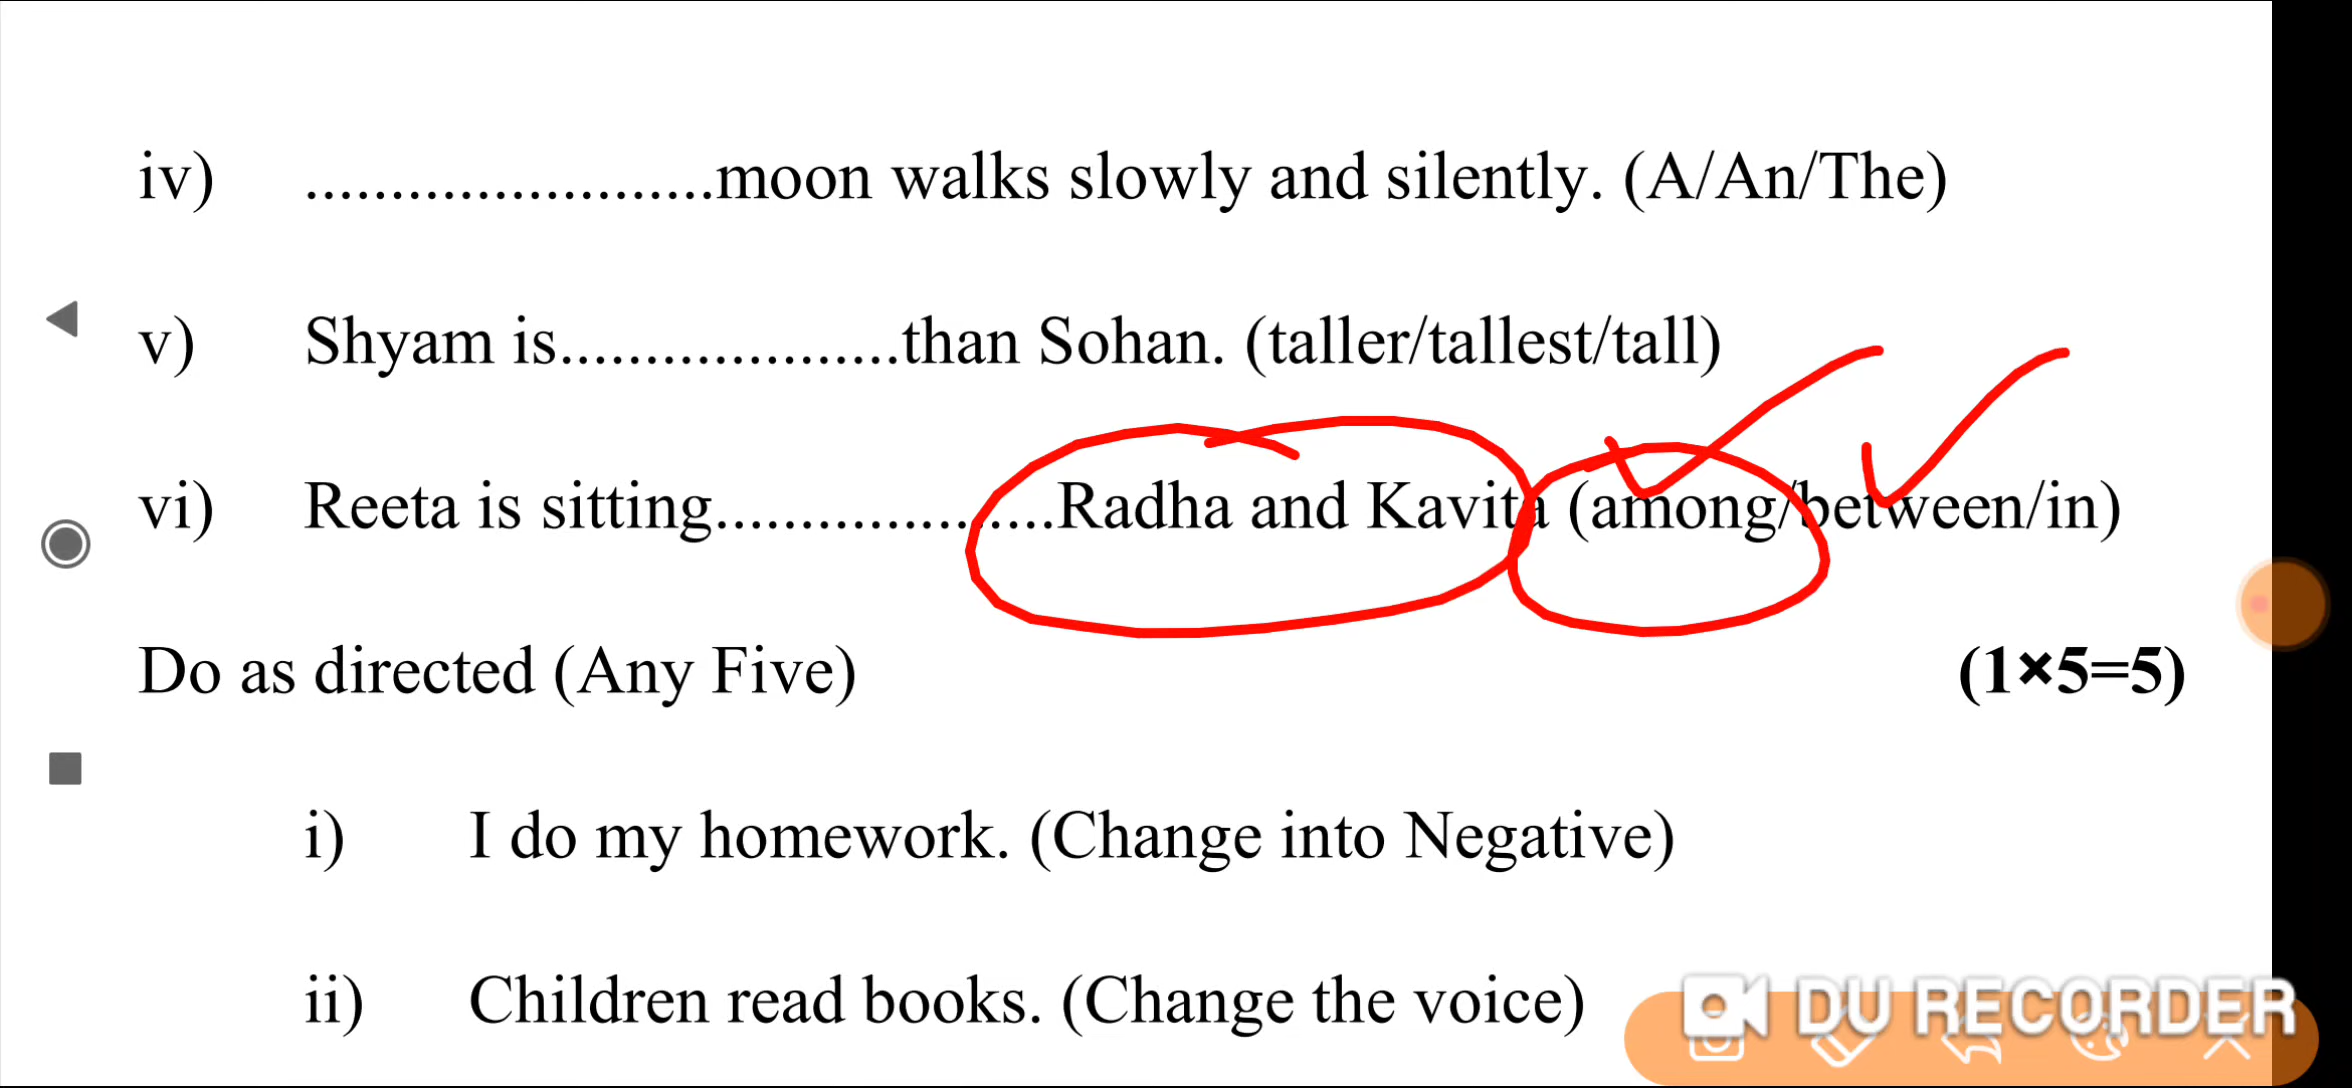 iv) ........................moon walks slowly and silently. (A/An/The)
v) Shyam is....................than Sohan. (taller/tallest/tall)
vi) Reeta is sitting....................Radha and Kavita (among/between/in)
Do as directed (Any Five) (1×5=5)
i) I do my homework. (Change into Negative)
ii) Children read books. (Change the voice)
DU RECORDER